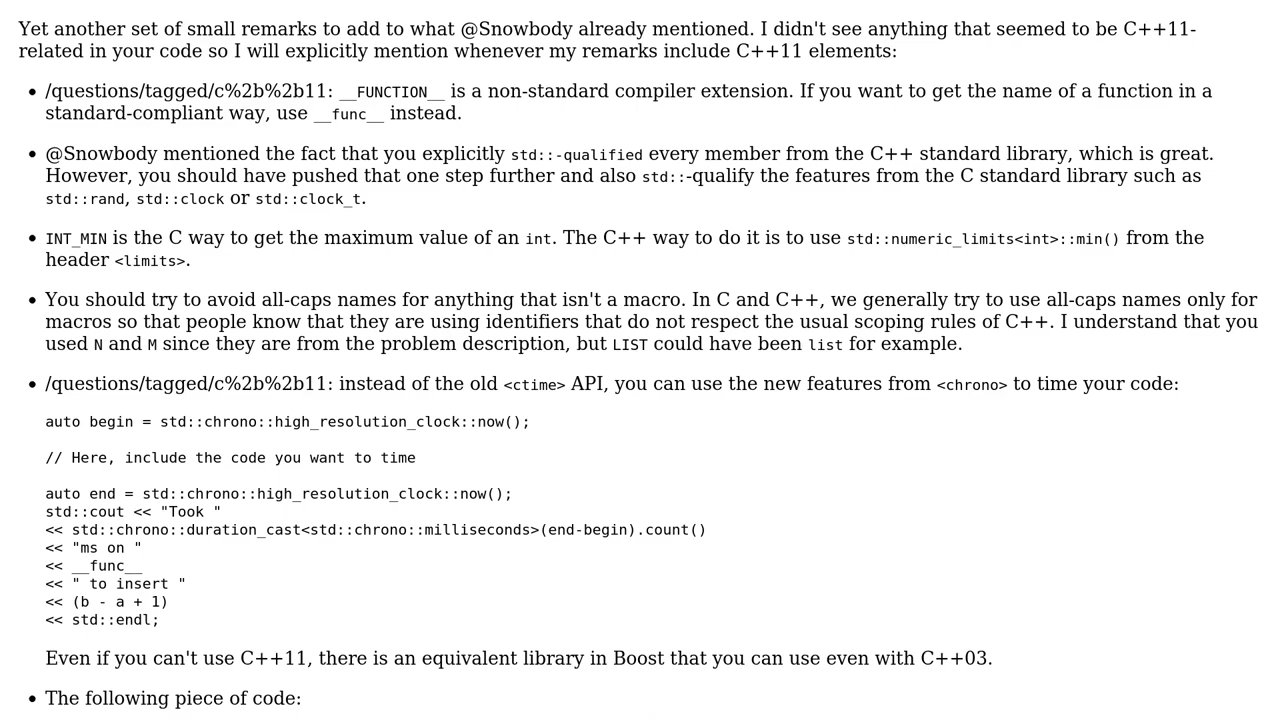 Yet another set of small remarks to add to what @Snowbody already mentioned. I didn't see anything that seemed to be C++11-
related in your code so I will explicitly mention whenever my remarks include C++11 elements:
• /questions/tagged/c%2b%2b11: __FUNCTION__ is a non-standard compiler extension. If you want to get the name of a function in a
standard-compliant way, use __func__ instead.
• @Snowbody mentioned the fact that you explicitly std::-qualified every member from the C++ standard library, which is great.
However, you should have pushed that one step further and also std::-qualify the features from the C standard library such as
std::rand, std::clock or std::clock_t.
• INT_MIN is the C way to get the maximum value of an int. The C++ way to do it is to use std::numeric_limits<int>::min() from the
header <limits>.
• You should try to avoid all-caps names for anything that isn't a macro. In C and C++, we generally try to use all-caps names only for
macros so that people know that they are using identifiers that do not respect the usual scoping rules of C++. I understand that you
used N and M since they are from the problem description, but LIST could have been list for example.
• /questions/tagged/c%2b%2b11: instead of the old <ctime> API, you can use the new features from <chrono> to time your code:
auto begin = std::chrono::high_resolution_clock::now();
// Here, include the code you want to time
auto end = std::chrono::high_resolution_clock::now();
std::cout << "Took "
<< std::chrono::duration_cast<std::chrono::milliseconds>(end-begin).count()
<< "ms on "
<< __func__
<< " to insert "
<< (b - a + 1)
<< std::endl;
Even if you can't use C++11, there is an equivalent library in Boost that you can use even with C++03.
• The following piece of code: